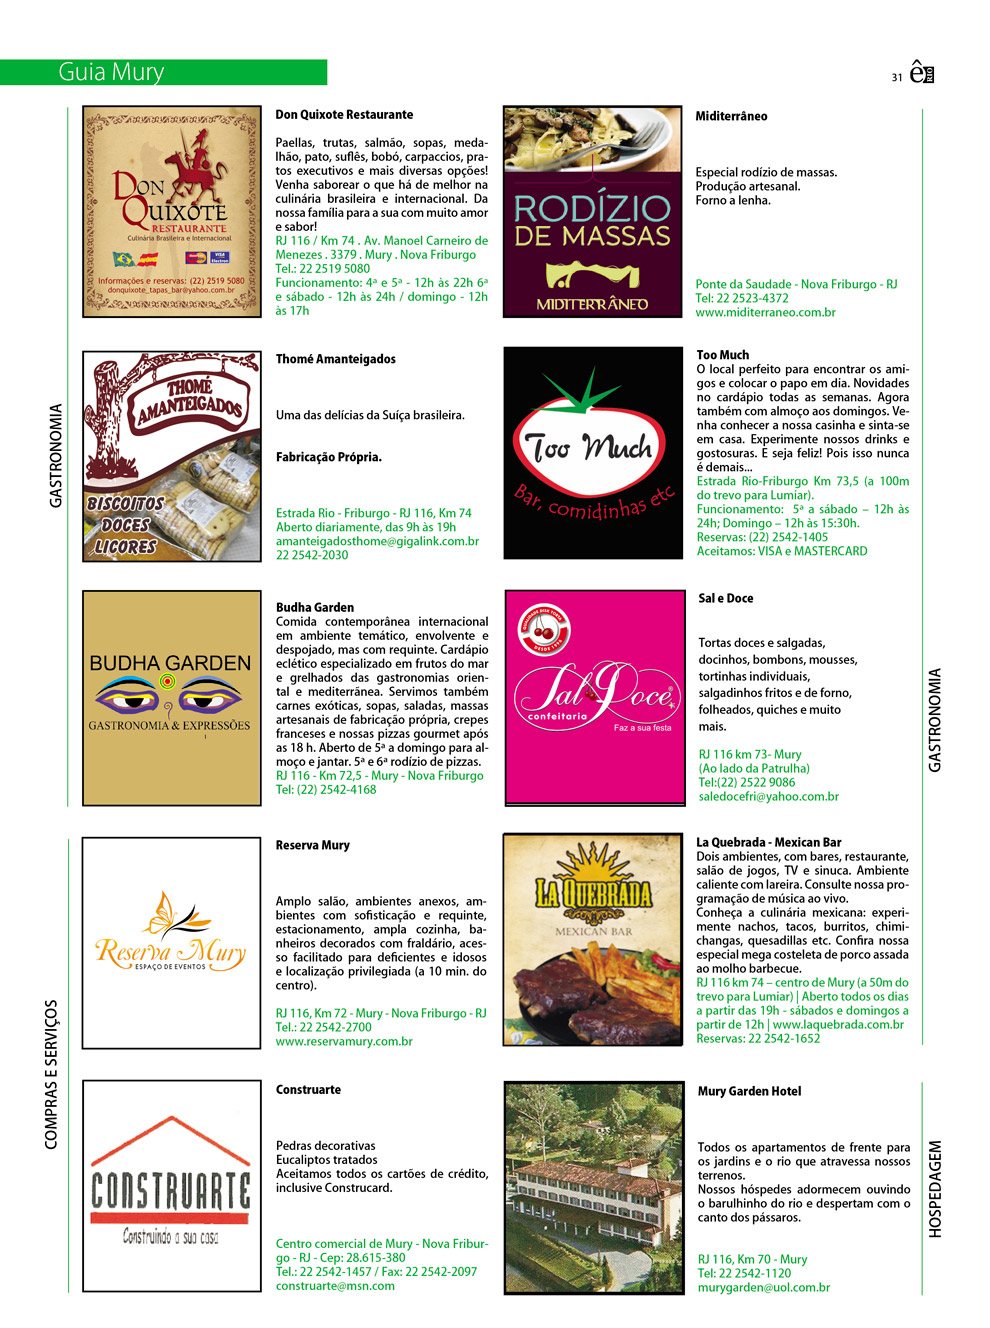 Guia Mury
31 ê
GASTRONOMIA
DON
QUIXOTE
RESTAURANTE
Culinária Brasileira e Internacional
Informações e reservas: (22) 2519 5080
donquixote_tapas_bar@yahoo.com.br
Don Quixote Restaurante
Paellas, trutas, salmão, sopas, meda-
lhão, pato, suflês, bobó, carpaccios, pra-
tos executivos e mais diversas opções!
Venha saborear o que há de melhor na
culinária brasileira e internacional. Da
nossa família para a sua com muito amor
e sabor!
RJ 116 / Km 74 . Av. Manoel Carneiro de
Menezes . 3379 . Mury . Nova Friburgo
Tel.: 22 2519 5080
Funcionamento: 4ª e 5ª - 12h às 22h 6ª
e sábado - 12h às 24h / domingo - 12h
às 17h
RODÍZIO
DE MASSAS
MIDITERRÂNEO
Miditerrâneo
Especial rodízio de massas.
Produção artesanal.
Forno a lenha.
Ponte da Saudade - Nova Friburgo - RJ
Tel: 22 2523-4372
www.miditerraneo.com.br
THOMÉ
AMANTEIGADOS
BISCOITOS
DOCES
LICORES
Thomé Amanteigados
Uma das delícias da Suíça brasileira.
Fabricação Própria.
Estrada Rio - Friburgo - RJ 116, Km 74
Aberto diariamente, das 9h às 19h
amanteigadosthome@gigalink.com.br
22 2542-2030
Too Much
Bar, comidinhas etc
Too Much
O local perfeito para encontrar os ami-
gos e colocar o papo em dia. Novidades
no cardápio todas as semanas. Agora
também com almoço aos domingos. Ve-
nha conhecer a nossa casinha e sinta-se
em casa. Experimente nossos drinks e
gostosuras. E seja feliz! Pois isso nunca
é demais...
Estrada Rio-Friburgo Km 73,5 (a 100m
do trevo para Lumiar).
Funcionamento: 5ª a sábado – 12h às
24h; Domingo – 12h às 15:30h.
Reservas: (22) 2542-1405
Aceitamos: VISA e MASTERCARD
BUDHA GARDEN
GASTRONOMIA & EXPRESSÕES
Budha Garden
Comida contemporânea internacional
em ambiente temático, envolvente e
despojado, mas com requinte. Cardápio
eclético especializado em frutos do mar
e grelhados das gastronomias orien-
tal e mediterrânea. Servimos também
carnes exóticas, sopas, saladas, massas
artesanais de fabricação própria, crepes
franceses e nossas pizzas gourmet após
as 18 h. Aberto de 5ª a domingo para al-
moço e jantar. 5ª e 6ª rodízio de pizzas.
RJ 116 - Km 72,5 - Mury - Nova Friburgo
Tel: (22) 2542-4168
Sal e Doce
confeitaria
Faz a sua festa
Sal e Doce
Tortas doces e salgadas,
docinhos, bombons, mousses,
tortinhas individuais,
salgadinhos fritos e de forno,
folheados, quiches e muito
mais.
RJ 116 km 73- Mury
(Ao lado da Patrulha)
Tel:(22) 2522 9086
saledocefri@yahoo.com.br
GASTRONOMIA
COMPRAS E SERVIÇOS
Reserva Mury
ESPAÇO DE EVENTOS
Reserva Mury
Amplo salão, ambientes anexos, am-
bientes com sofisticação e requinte,
estacionamento, ampla cozinha, ba-
nheiros decorados com fraldário, aces-
so facilitado para deficientes e idosos
e localização privilegiada (a 10 min. do
centro).
RJ 116, Km 72 - Mury - Nova Friburgo - RJ
Tel.: 22 2542-2700
www.reservamury.com.br
LA QUEBRADA
MEXICAN BAR
La Quebrada - Mexican Bar
Dois ambientes, com bares, restaurante,
salão de jogos, TV e sinuca. Ambiente
caliente com lareira. Consulte nossa pro-
gramação de música ao vivo.
Conheça a culinária mexicana: experi-
mente nachos, tacos, burritos, chimi-
changas, quesadillas etc. Confira nossa
especial mega costeleta de porco assada
ao molho barbecue.
RJ 116 km 74 – centro de Mury (a 50m do
trevo para Lumiar) | Aberto todos os dias
a partir das 19h - sábados e domingos a
partir de 12h | www.laquebrada.com.br
Reservas: 22 2542-1652
CONSTRUARTE
Construindo a sua casa
Construarte
Pedras decorativas
Eucaliptos tratados
Aceitamos todos os cartões de crédito,
inclusive Construcard.
Centro comercial de Mury - Nova Fribur-
go - RJ - Cep: 28.615-380
Tel.: 22 2542-1457 / Fax: 22 2542-2097
construarte@msn.com
Mury Garden Hotel
Todos os apartamentos de frente para
os jardins e o rio que atravessa nossos
terrenos.
Nossos hóspedes adormecem ouvindo
o barulhinho do rio e despertam com o
canto dos pássaros.
RJ 116, Km 70 - Mury
Tel: 22 2542-1120
murygarden@uol.com.br
HOSPEDAGEM